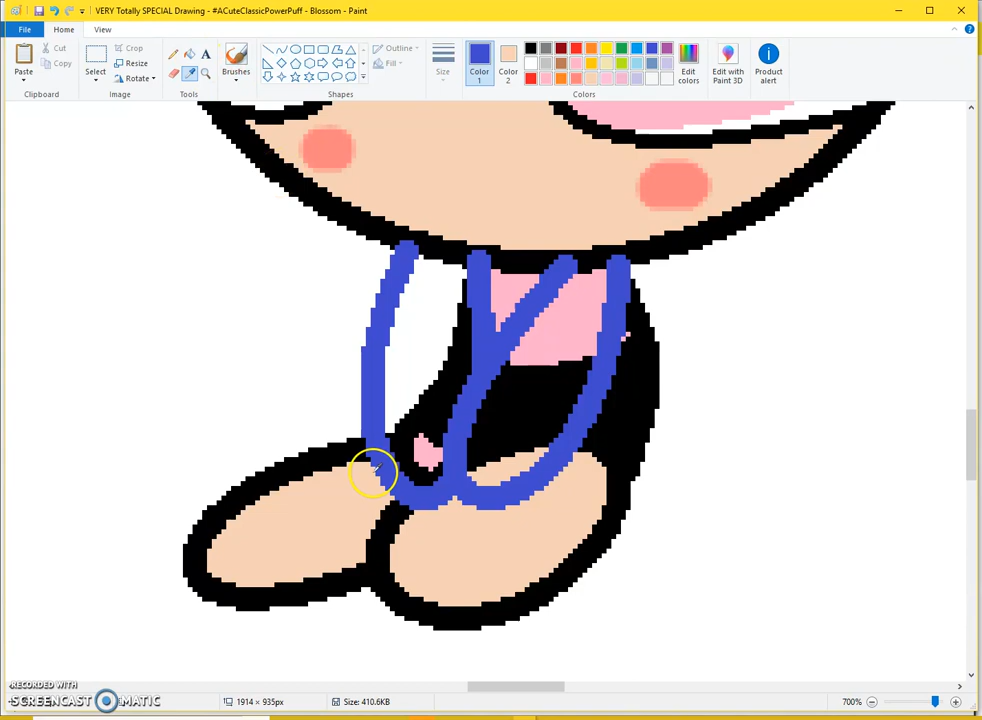 VERY Totally SPECIAL Drawing - #ACuteClassicPowerPuff - Blossom - Paint
File Home View
Paste
Cut
Copy
Select
Crop
Resize
Rotate
A
Brushes
Outline
Fill
Size
Color 1
Color 2
Edit colors
Edit with Paint 3D
Product alert
Clipboard Image Tools Shapes Colors
RECORDED WITH
SCREENCAST MATIC
1914 × 935px Size: 410.6KB 700%